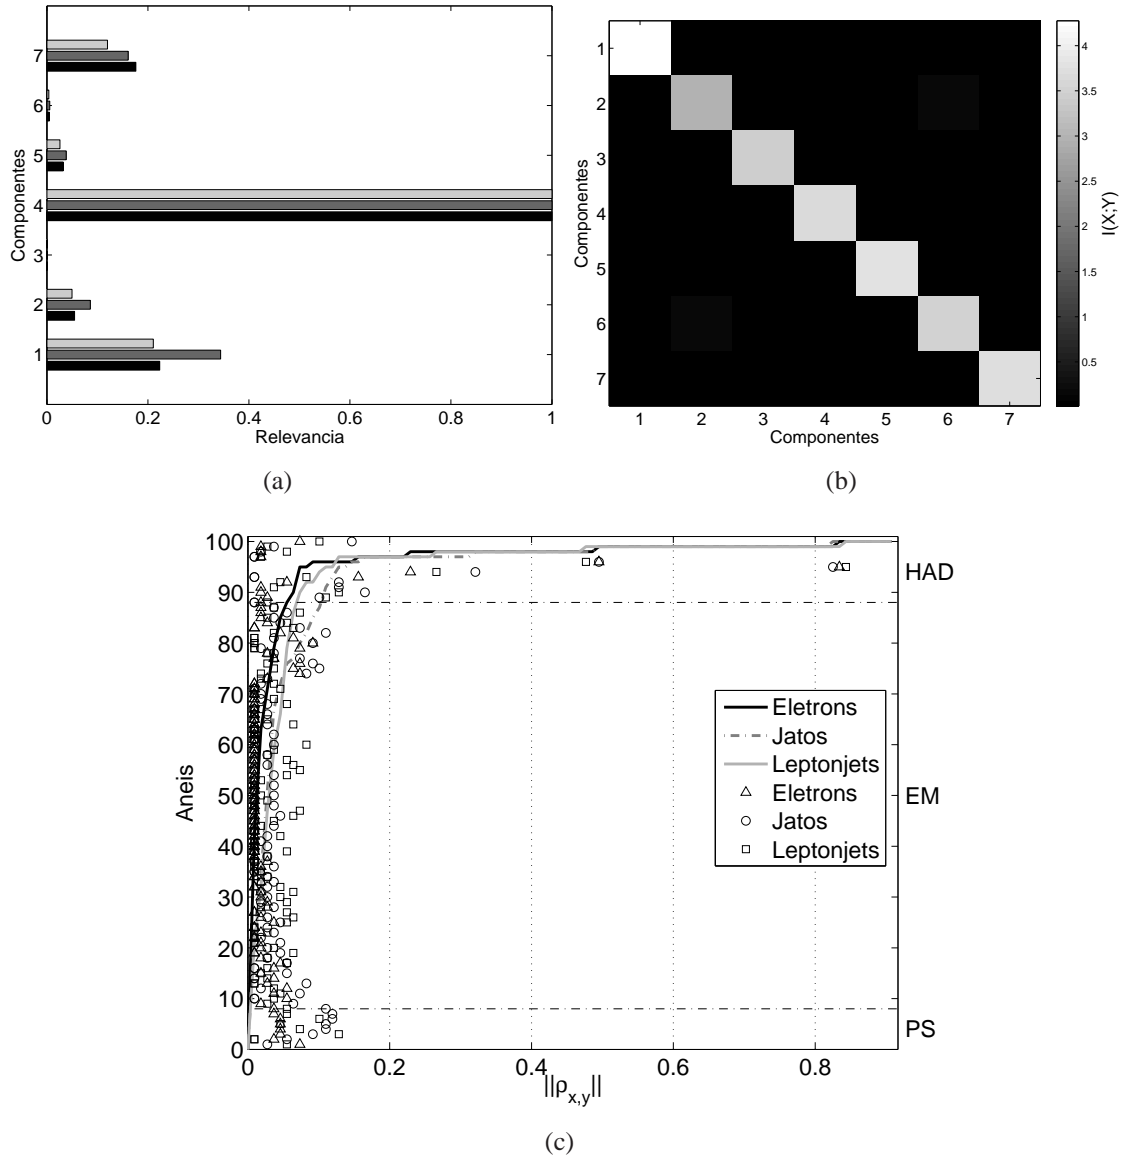 7
6
5
4
3
2
1
Componentes
0 0.2 0.4 0.6 0.8 1
Relevancia
(a)
1
2
3
4
5
6
7
Componentes
1 2 3 4 5 6 7
Componentes
4
3.5
3
2.5
2
1.5
1
0.5
I(X;Y)
(b)
100
90
80
70
60
50
40
30
20
10
0
Aneis
0 0.2 0.4 0.6 0.8
||ρx,y||
HAD
EM
PS
Eletrons
Jatos
Leptonjets
Eletrons
Jatos
Leptonjets
(c)